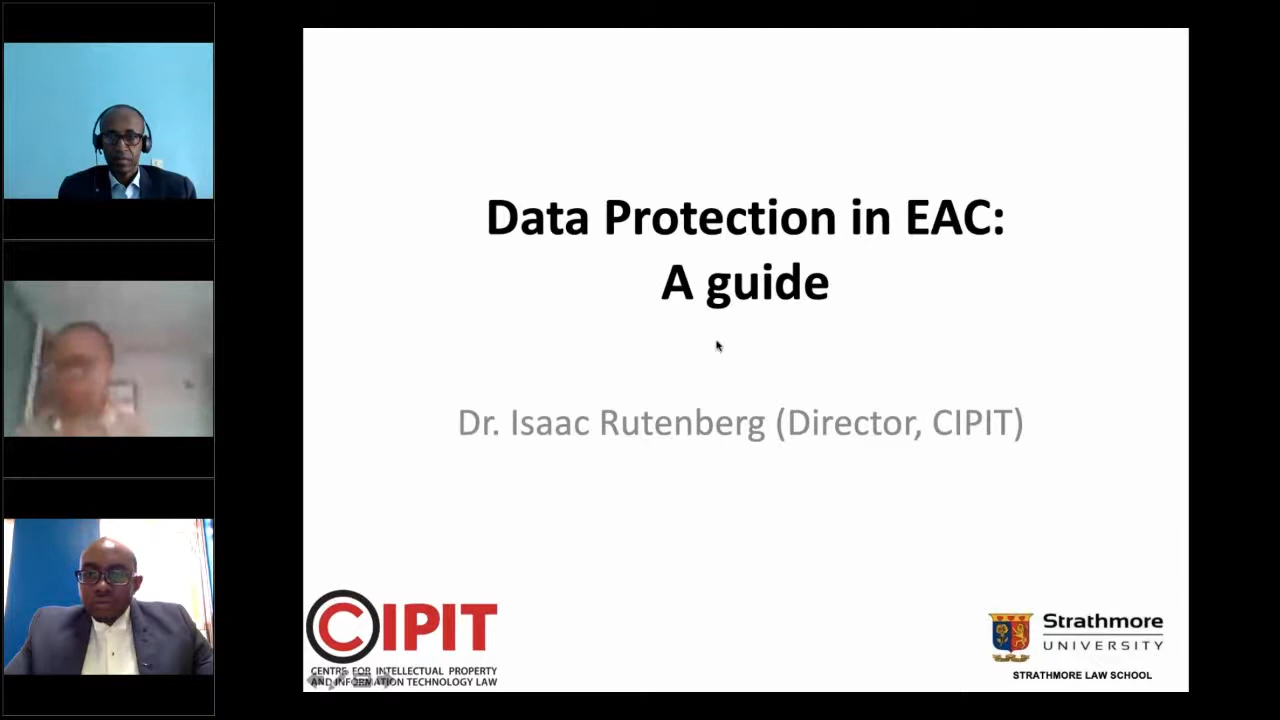 Data Protection in EAC:
A guide
Dr. Isaac Rutenberg (Director, CIPIT)
CIPIT
CENTRE FOR INTELLECTUAL PROPERTY
AND INFORMATION TECHNOLOGY LAW
Strathmore
UNIVERSITY
STRATHMORE LAW SCHOOL